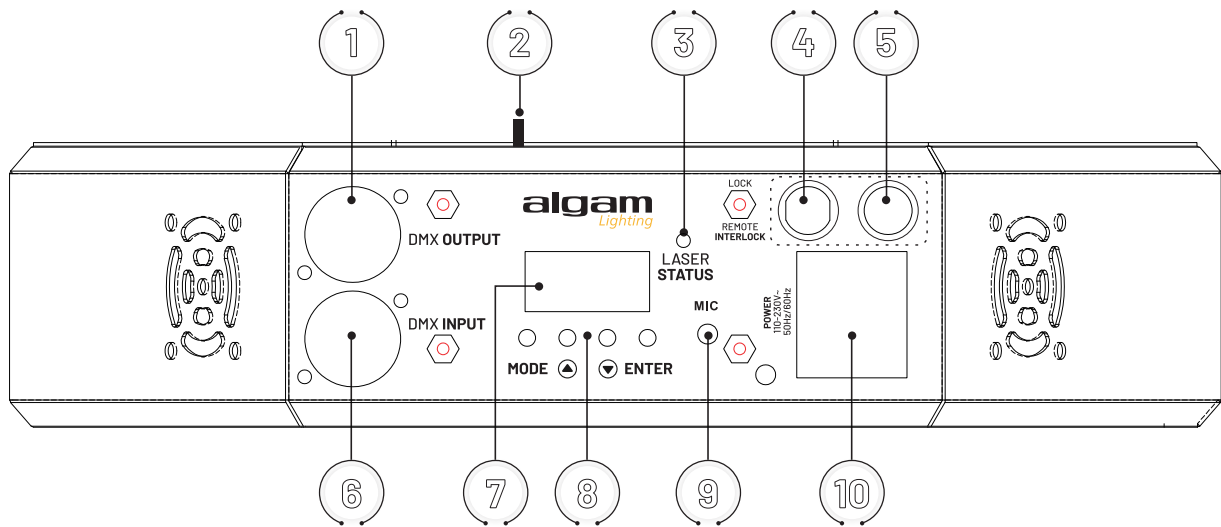 1
2
3
4
5
algam
Lighting
LOCK
REMOTE
INTERLOCK
DMX OUTPUT
LASER
STATUS
DMX INPUT
MIC
POWER
110-230V~
50Hz/60Hz
MODE ENTER
6
7
8
9
10